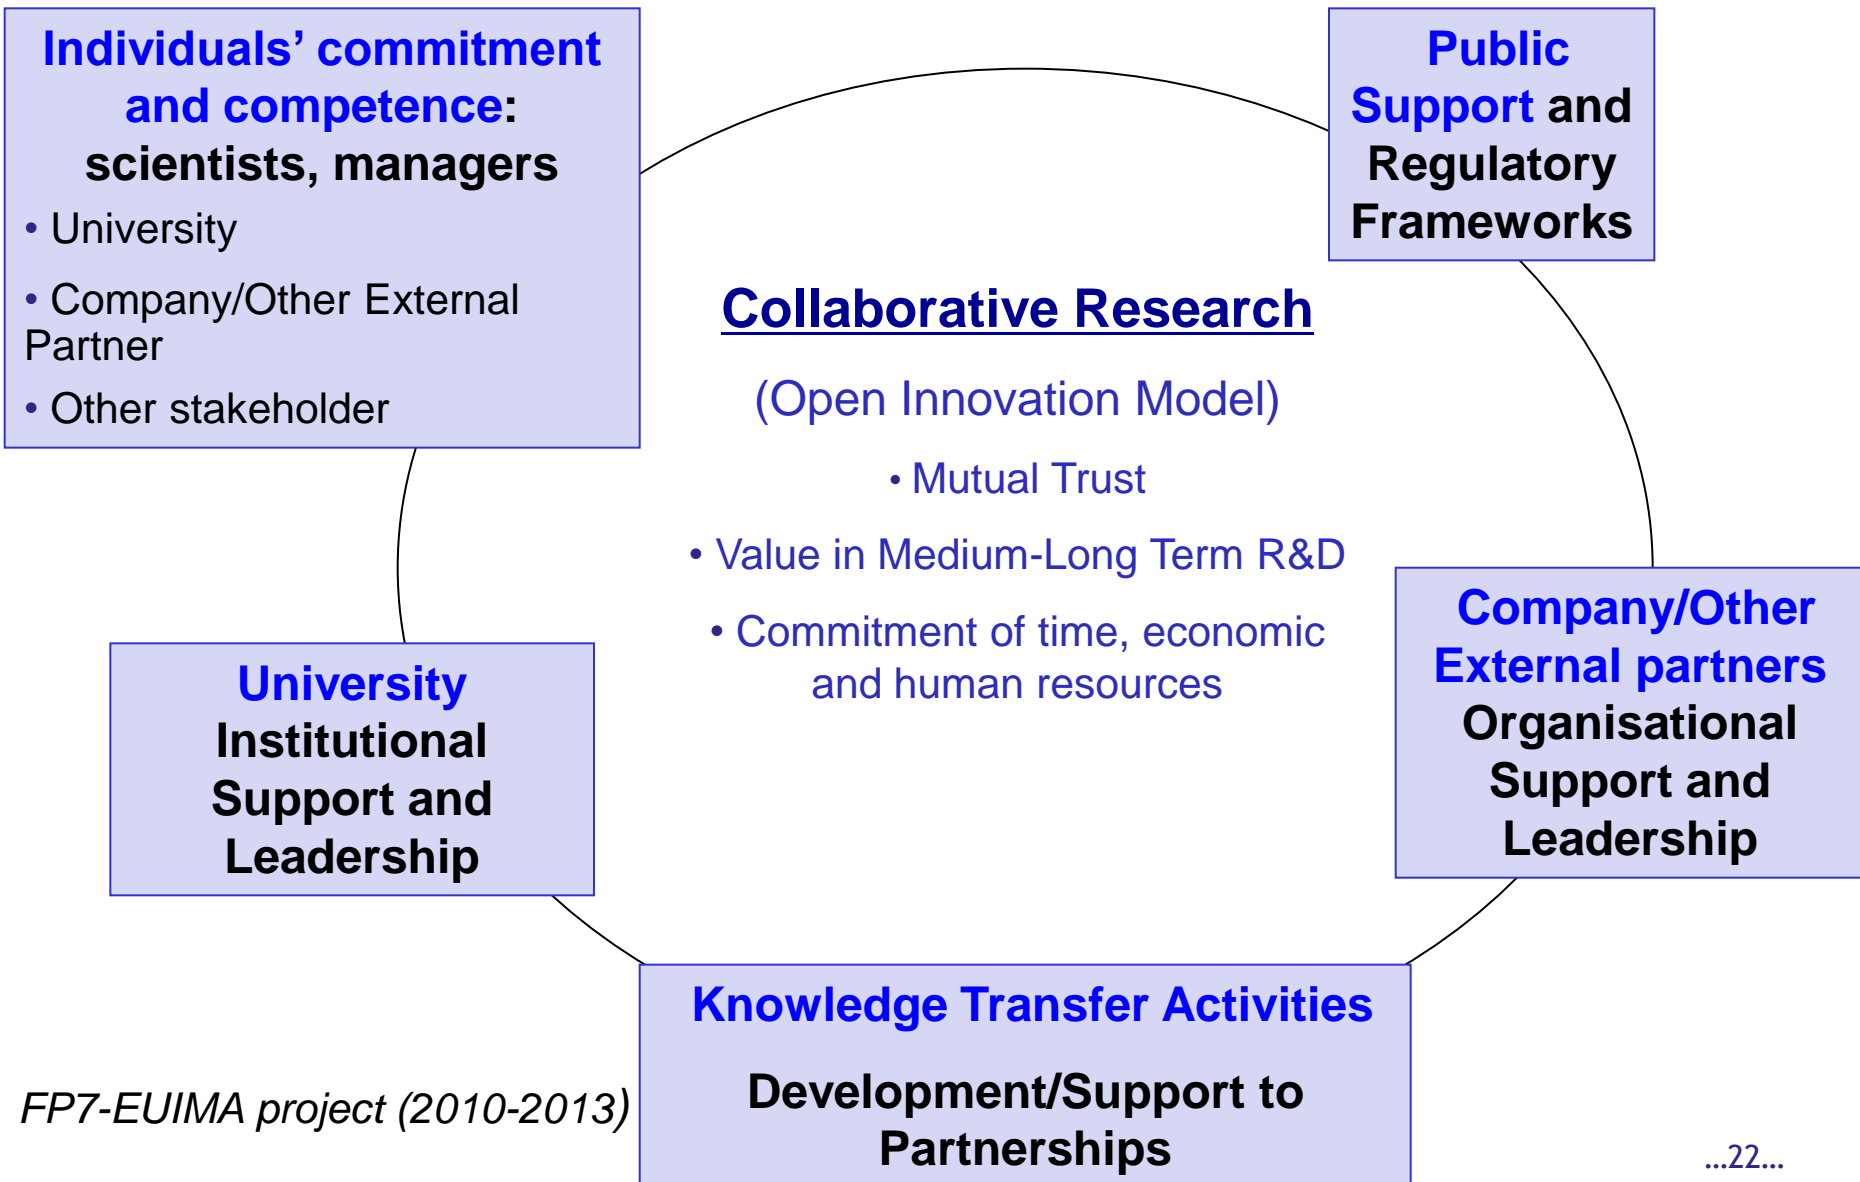 Individuals’ commitment
and competence:
scientists, managers
• University
• Company/Other External
Partner
• Other stakeholder
Public
Support and
Regulatory
Frameworks
Collaborative Research
(Open Innovation Model)
• Mutual Trust
• Value in Medium-Long Term R&D
• Commitment of time, economic
and human resources
University
Institutional
Support and
Leadership
Company/Other
External partners
Organisational
Support and
Leadership
Knowledge Transfer Activities
Development/Support to
Partnerships
FP7-EUIMA project (2010-2013)
...22...